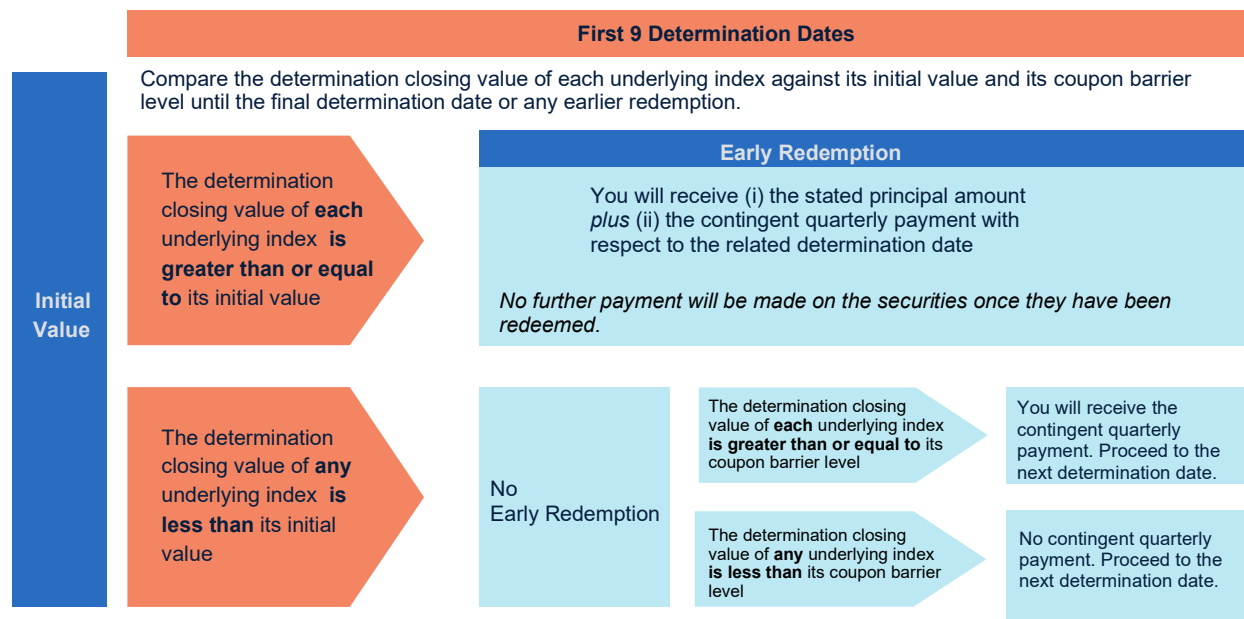 First 9 Determination Dates
Compare the determination closing value of each underlying index against its initial value and its coupon barrier
level until the final determination date or any earlier redemption.
Initial
Value
The determination
closing value of each
underlying index is
greater than or equal
to its initial value
Early Redemption
You will receive (i) the stated principal amount
plus (ii) the contingent quarterly payment with
respect to the related determination date
No further payment will be made on the securities once they have been
redeemed.
The determination
closing value of any
underlying index is
less than its initial
value
No
Early Redemption
The determination closing
value of each underlying index
is greater than or equal to its
coupon barrier level
You will receive the
contingent quarterly
payment. Proceed to the
next determination date.
The determination closing
value of any underlying index
is less than its coupon barrier
level
No contingent quarterly
payment. Proceed to the
next determination date.